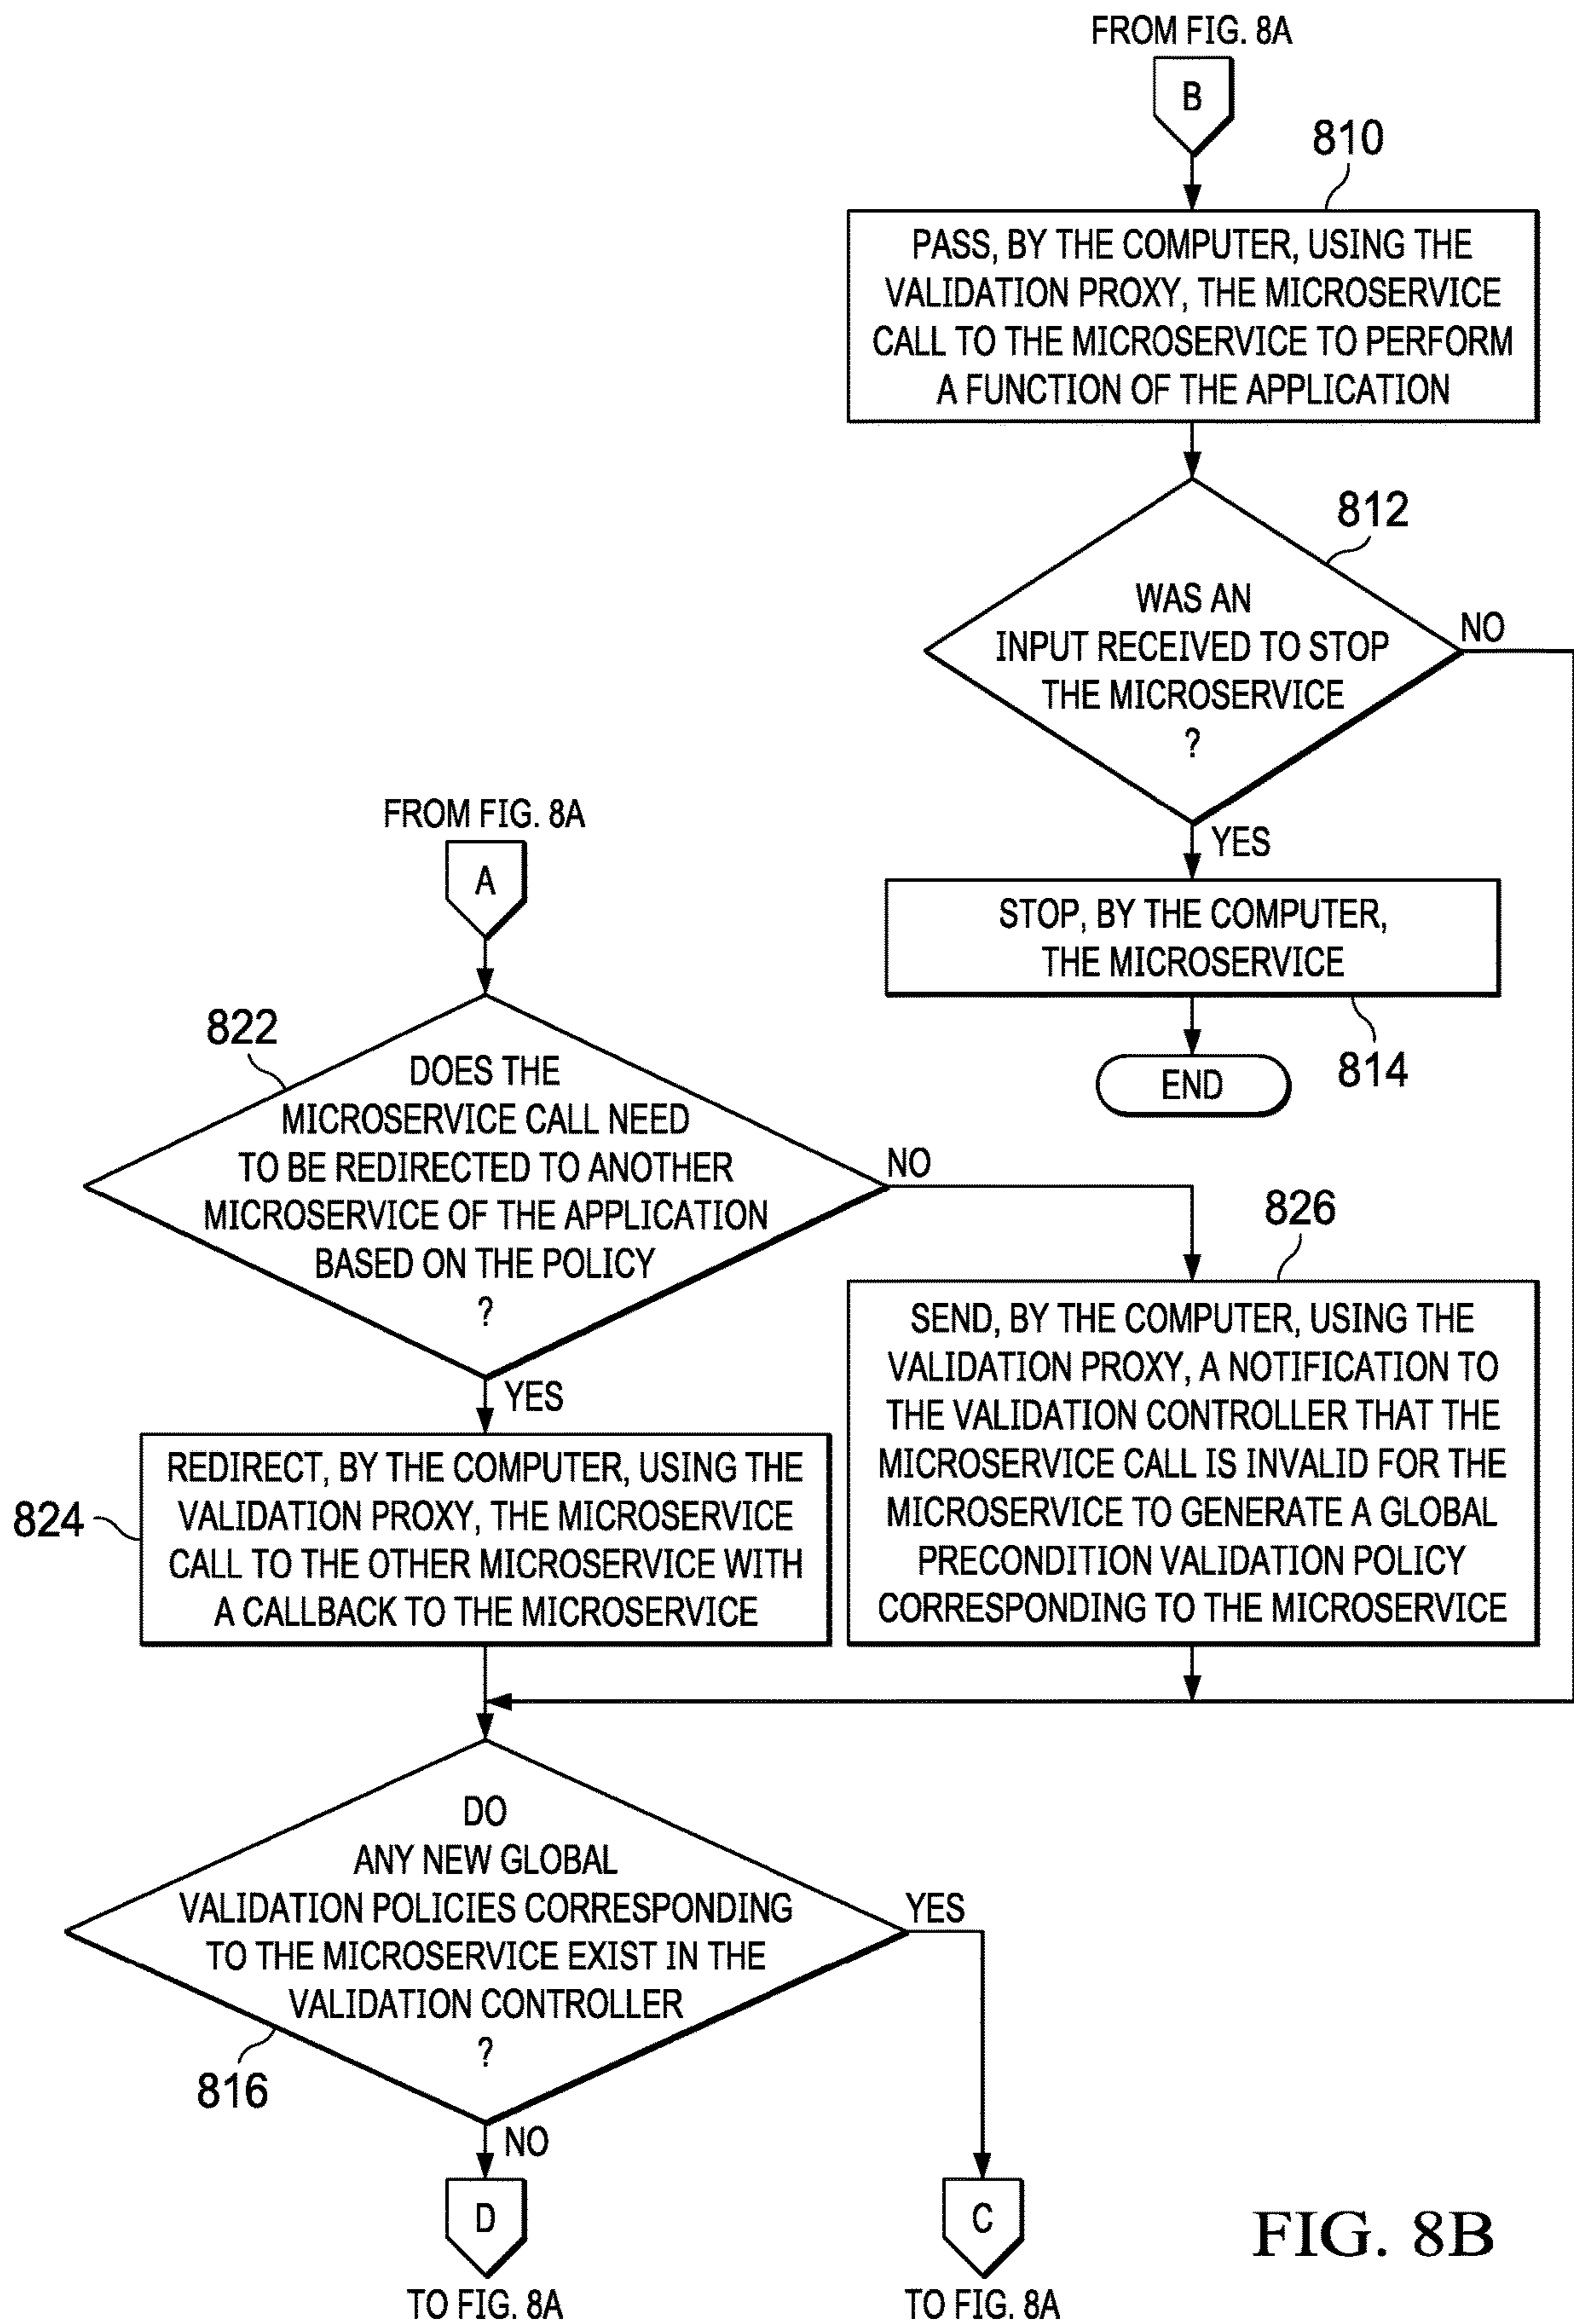 FROM FIG. 8A
B
810
PASS, BY THE COMPUTER, USING THE
VALIDATION PROXY, THE MICROSERVICE
CALL TO THE MICROSERVICE TO PERFORM
A FUNCTION OF THE APPLICATION
812
WAS AN
INPUT RECEIVED TO STOP
THE MICROSERVICE
?
NO
YES
STOP, BY THE COMPUTER,
THE MICROSERVICE
814
END
FROM FIG. 8A
A
822
DOES THE
MICROSERVICE CALL NEED
TO BE REDIRECTED TO ANOTHER
MICROSERVICE OF THE APPLICATION
BASED ON THE POLICY
?
NO
YES
826
SEND, BY THE COMPUTER, USING THE
VALIDATION PROXY, A NOTIFICATION TO
THE VALIDATION CONTROLLER THAT THE
MICROSERVICE CALL IS INVALID FOR THE
MICROSERVICE TO GENERATE A GLOBAL
PRECONDITION VALIDATION POLICY
CORRESPONDING TO THE MICROSERVICE
824
REDIRECT, BY THE COMPUTER, USING THE
VALIDATION PROXY, THE MICROSERVICE
CALL TO THE OTHER MICROSERVICE WITH
A CALLBACK TO THE MICROSERVICE
DO
ANY NEW GLOBAL
VALIDATION POLICIES CORRESPONDING
TO THE MICROSERVICE EXIST IN THE
VALIDATION CONTROLLER
?
816
YES
NO
D
TO FIG. 8A
C
TO FIG. 8A
FIG. 8B